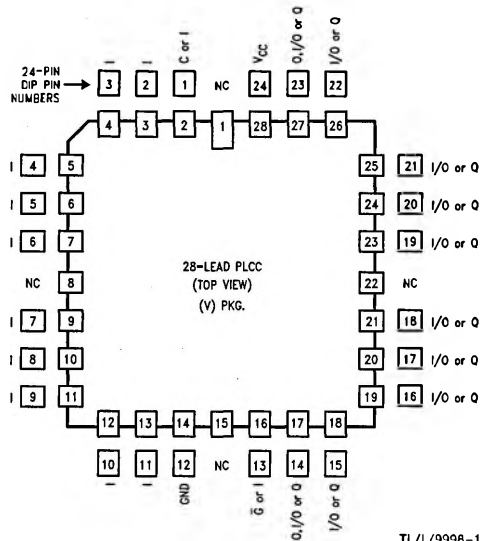 I I C or I VCC O,I/O or Q I/O or Q
24-PIN
DIP PIN
NUMBERS
3 2 1 NC 24 23 22
4 3 2 1 28 27 26
I 4 5 25 21 I/O or Q
I 5 6 24 20 I/O or Q
I 6 7 23 19 I/O or Q
NC 8 22 NC
28-LEAD PLCC
(TOP VIEW)
(V) PKG.
I 7 9 21 18 I/O or Q
I 8 10 20 17 I/O or Q
I 9 11 19 16 I/O or Q
12 13 14 15 16 17 18
10 11 12 NC 13 14 15
I I GND G̅ or I O,I/O or Q I/O or Q